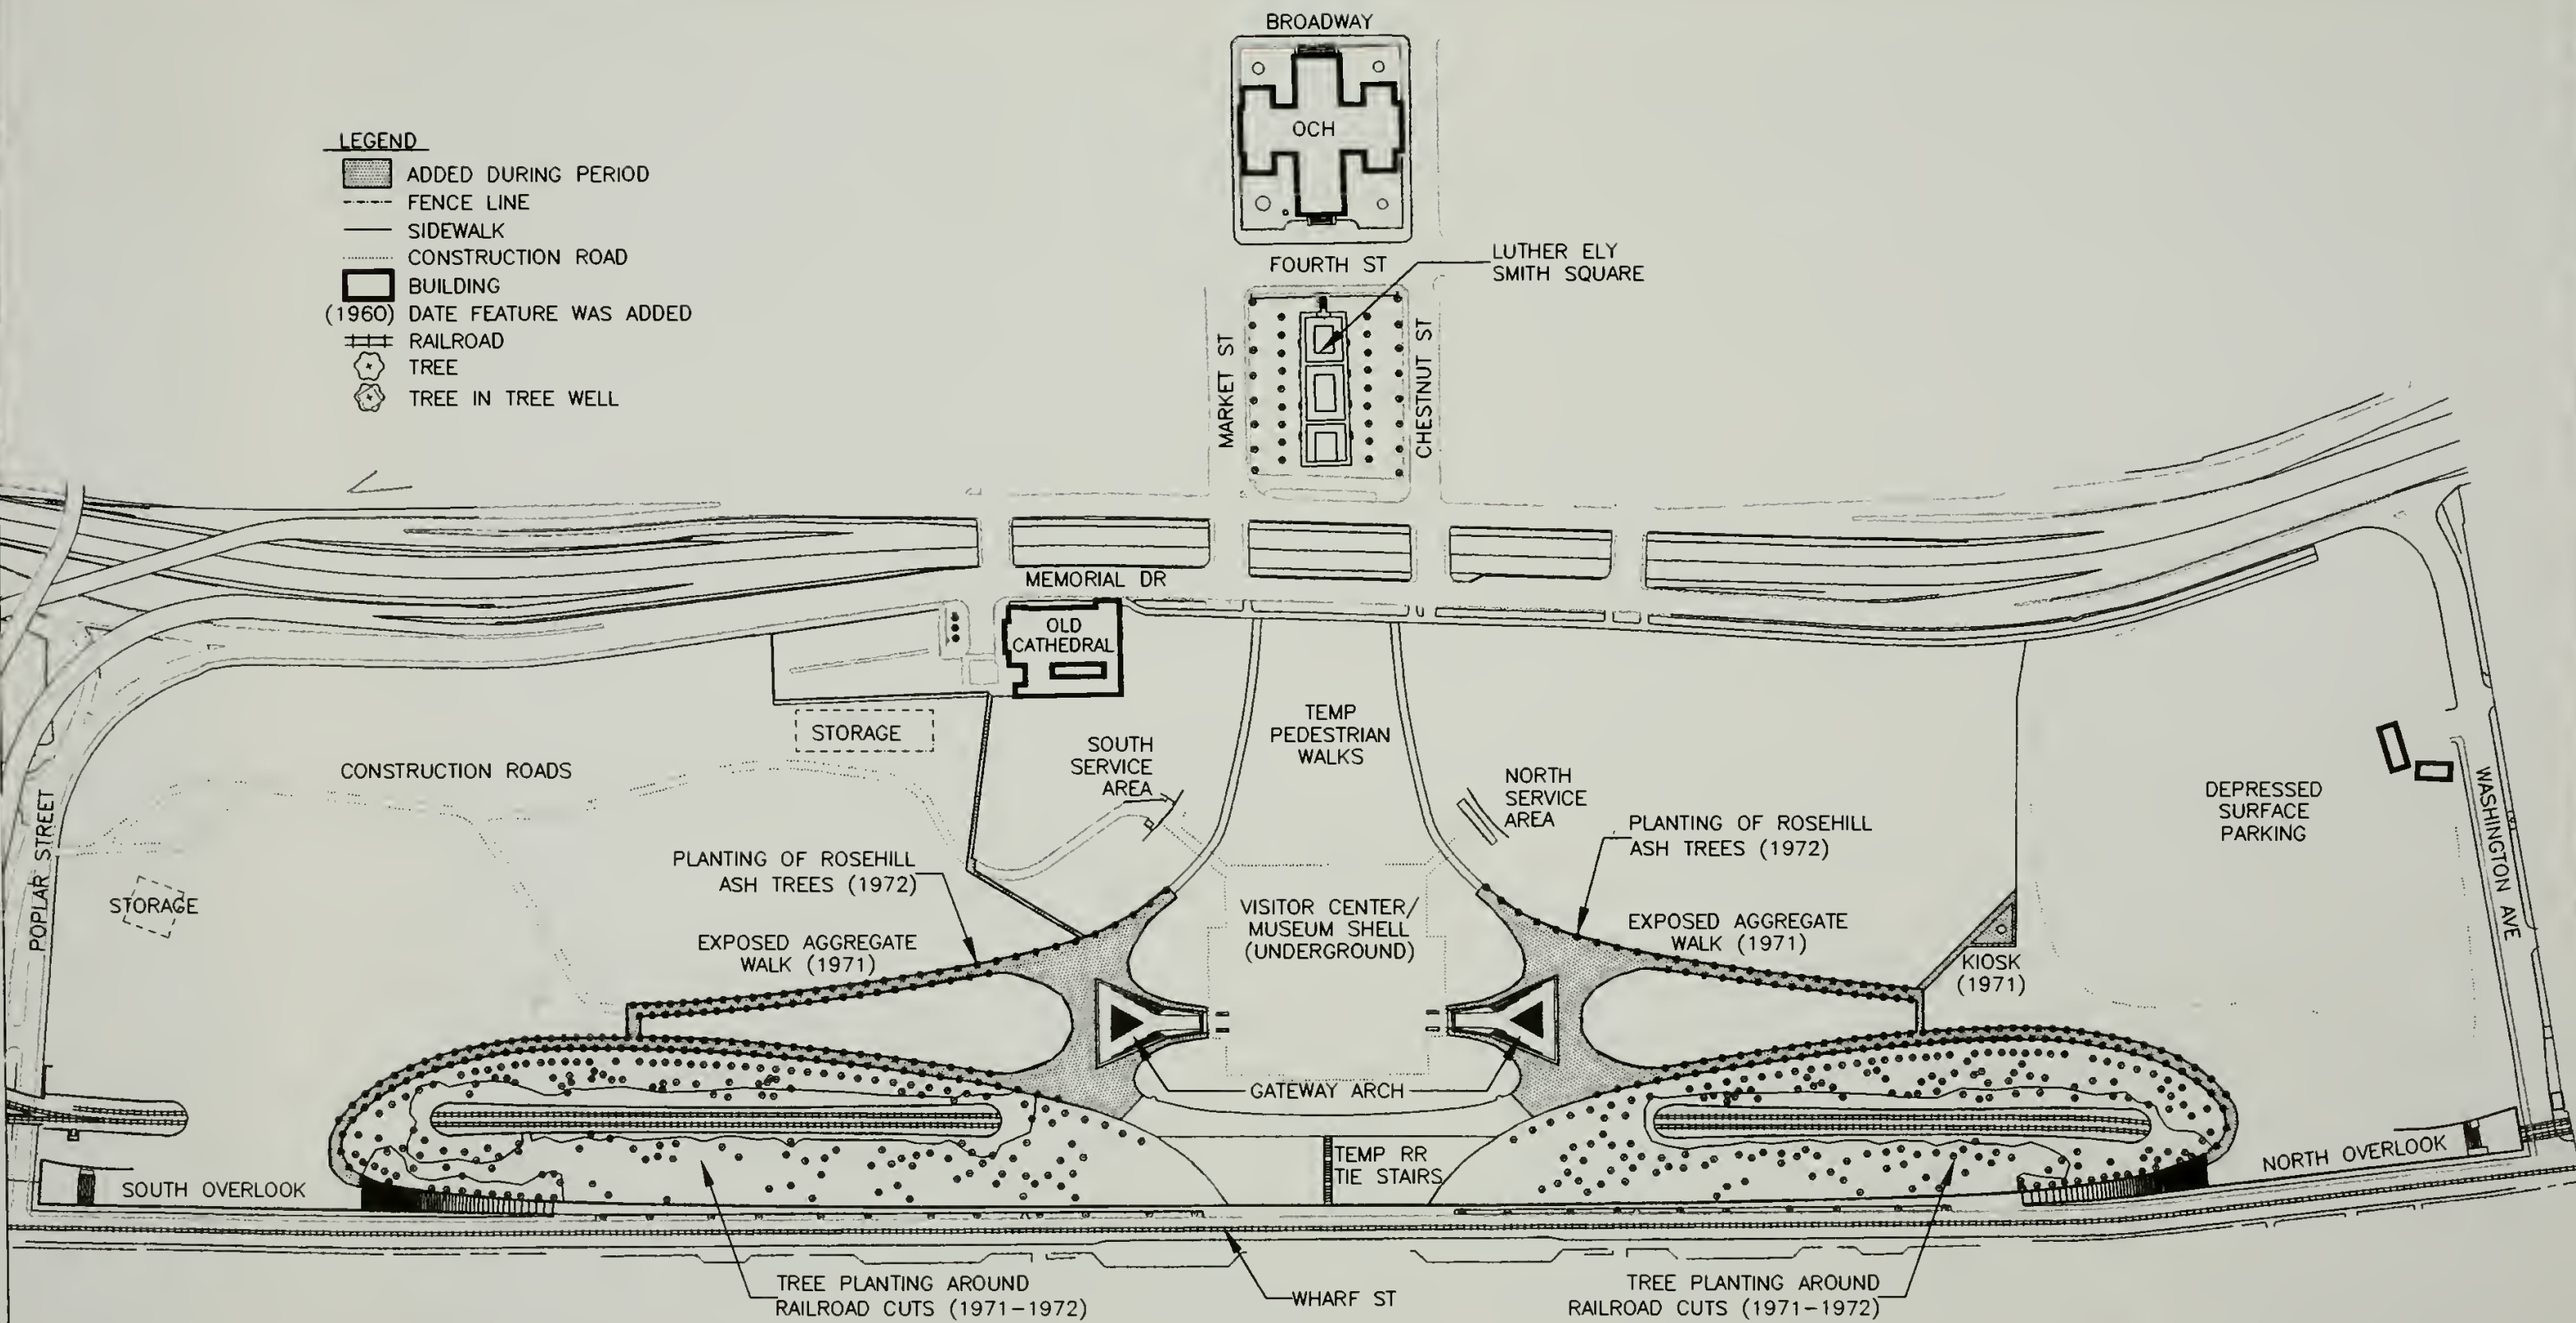 BROADWAY
OCH
LEGEND
ADDED DURING PERIOD
FENCE LINE
SIDEWALK
CONSTRUCTION ROAD
BUILDING
(1960) DATE FEATURE WAS ADDED
RAILROAD
TREE
TREE IN TREE WELL
FOURTH ST
LUTHER ELY
SMITH SQUARE
MARKET ST
CHESTNUT ST
MEMORIAL DR
OLD
CATHEDRAL
STORAGE
CONSTRUCTION ROADS
SOUTH
SERVICE
AREA
TEMP
PEDESTRIAN
WALKS
NORTH
SERVICE
AREA
DEPRESSED
SURFACE
PARKING
WASHINGTON AVE
POPLAR STREET
STORAGE
PLANTING OF ROSEHILL
ASH TREES (1972)
PLANTING OF ROSEHILL
ASH TREES (1972)
EXPOSED AGGREGATE
WALK (1971)
VISITOR CENTER/
MUSEUM SHELL
(UNDERGROUND)
EXPOSED AGGREGATE
WALK (1971)
KIOSK
(1971)
GATEWAY ARCH
TEMP RR
TIE STAIRS
SOUTH OVERLOOK
NORTH OVERLOOK
TREE PLANTING AROUND
RAILROAD CUTS (1971-1972)
WHARF ST
TREE PLANTING AROUND
RAILROAD CUTS (1971-1972)